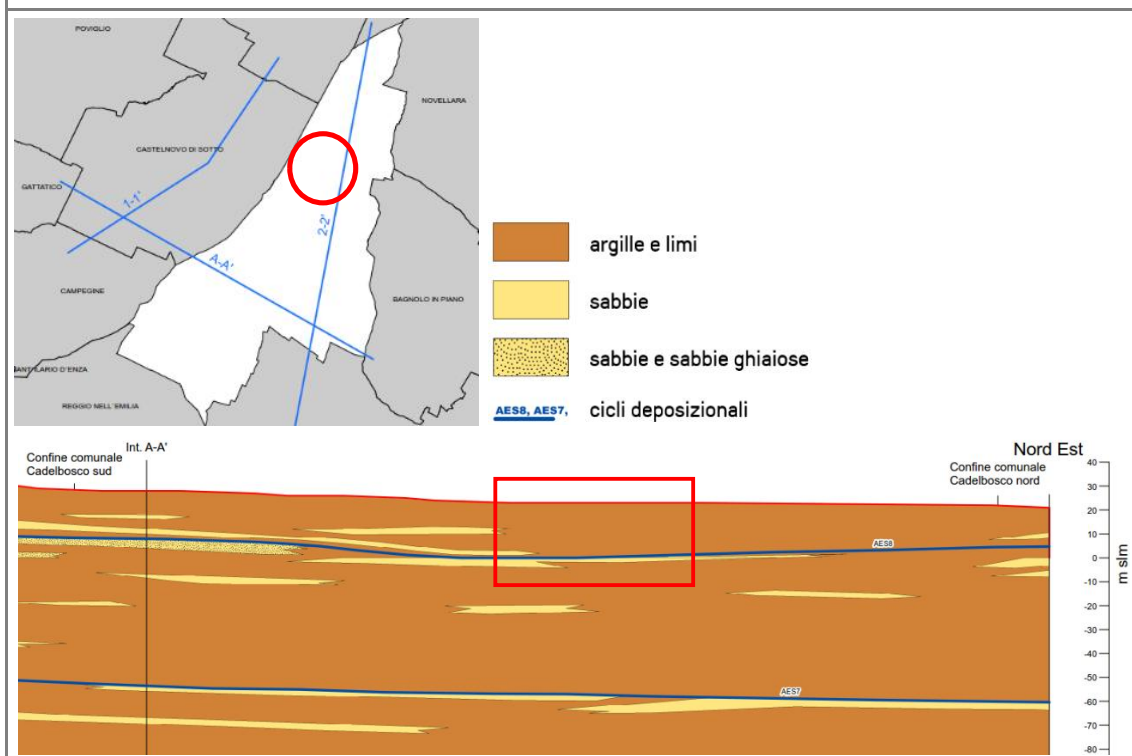 POVIGLIO
NOVELLARA
CASTELNOVO DI SOTTO
GATTATICO
1-1'
2-2'
A-A'
CAMPEGINE
BAGNOLO IN PIANO
SANT'ILARIO D'ENZA
REGGIO NELL'EMILIA
argille e limi
sabbie
sabbie e sabbie ghiaiose
AES8, AES7, cicli deposizionali
Confine comunale
Cadelbosco sud
Int. A-A'
Nord Est
Confine comunale
Cadelbosco nord
40
30
20
10
0
-10
-20
-30
-40
-50
-60
-70
-80
m slm
AES8
AES7